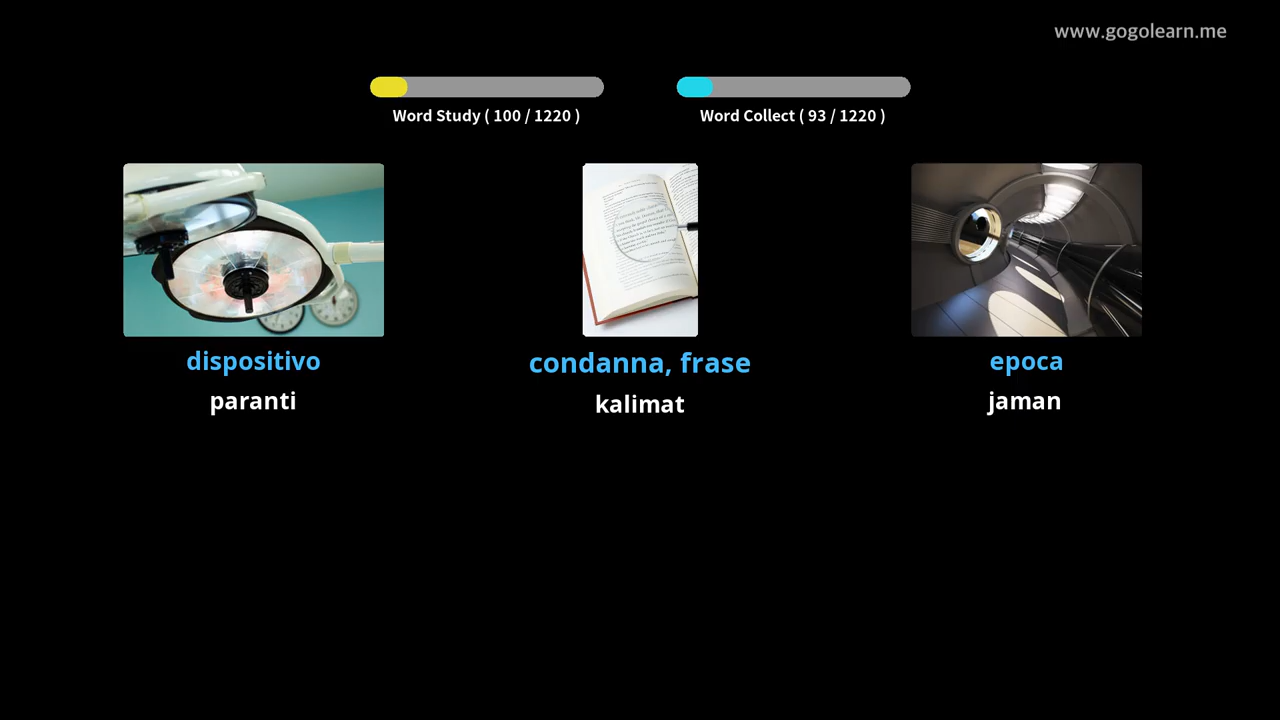 www.gogolearn.me
Word Study ( 100 / 1220 )
Word Collect ( 93 / 1220 )
dispositivo
paranti
condanna, frase
kalimat
epoca
jaman